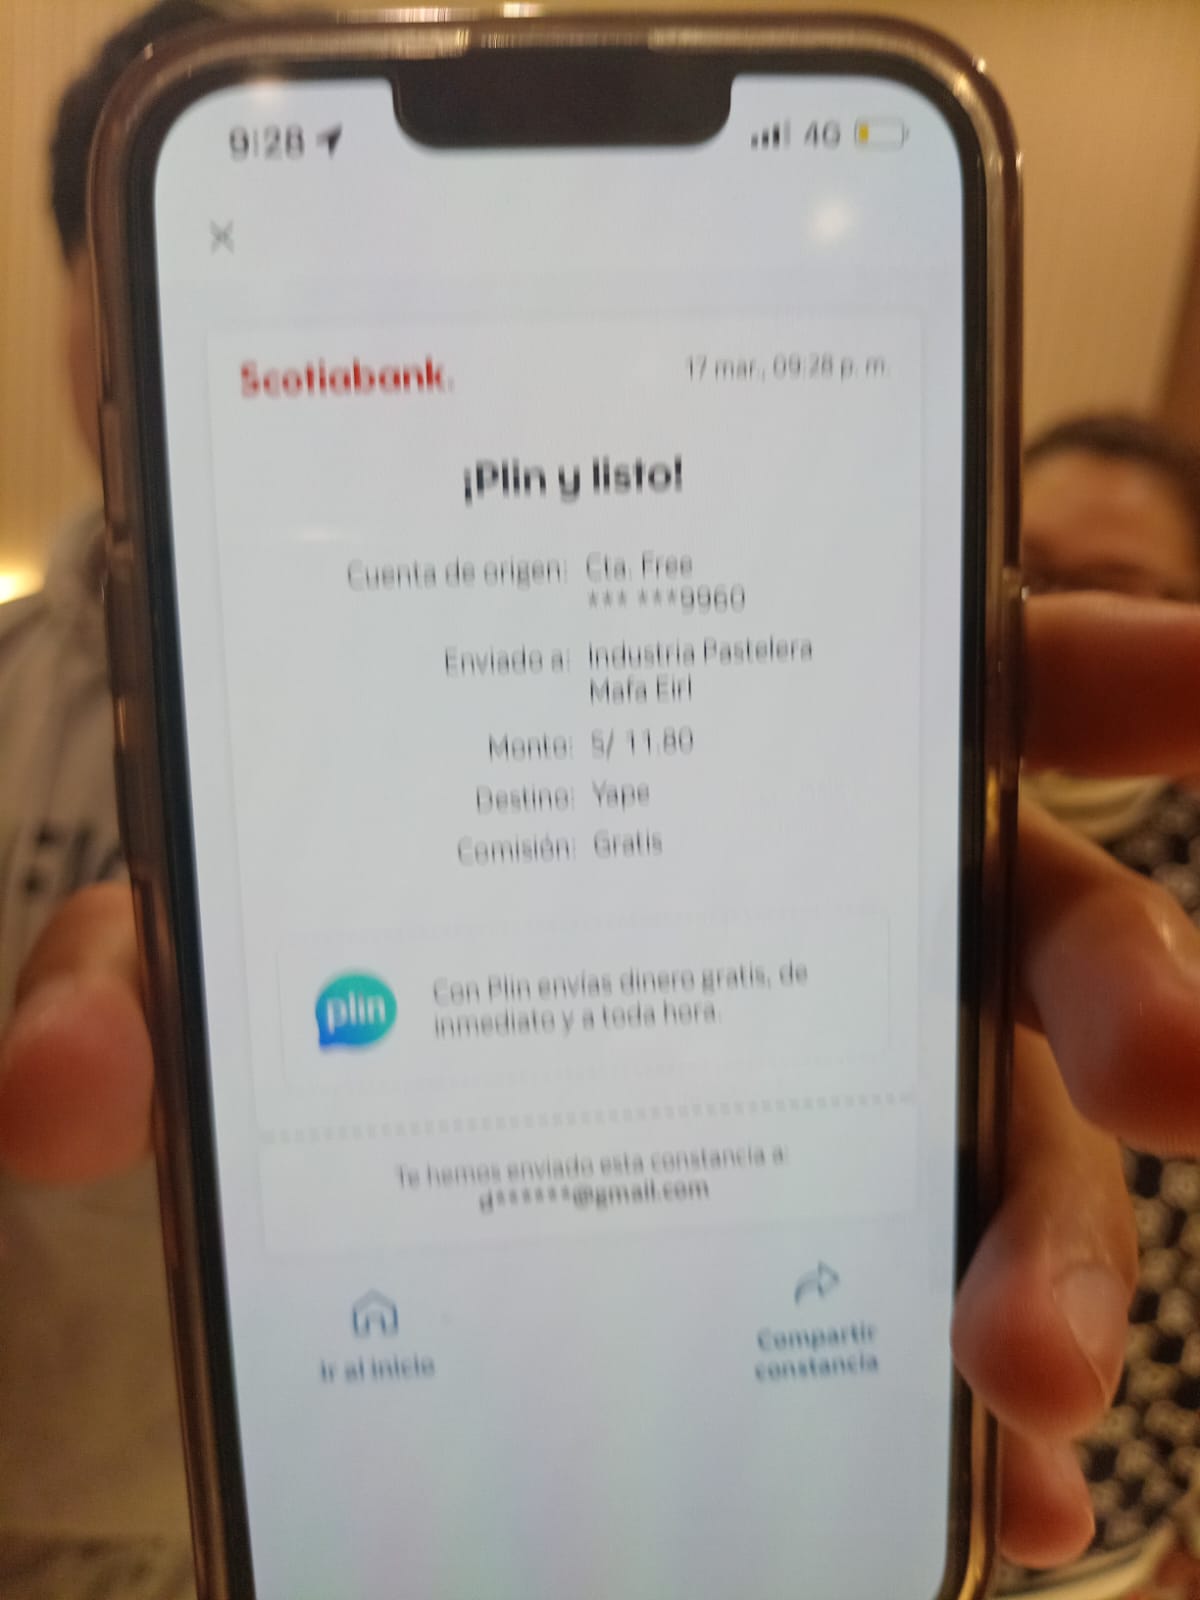 9:28
4G
Scotiabank.
17 mar., 09:28 p. m.
¡Plin y listo!
Cuenta de origen: Cta. Free
*** ***9960
Enviado a: Industria Pastelera
Mafa Eirl
Monto: S/ 11.80
Destino: Yape
Comisión: Gratis
plin
Con Plin envías dinero gratis, de
inmediato y a toda hora.
Te hemos enviado esta constancia a:
d******@gmail.com
Ir al inicio
Compartir
constancia